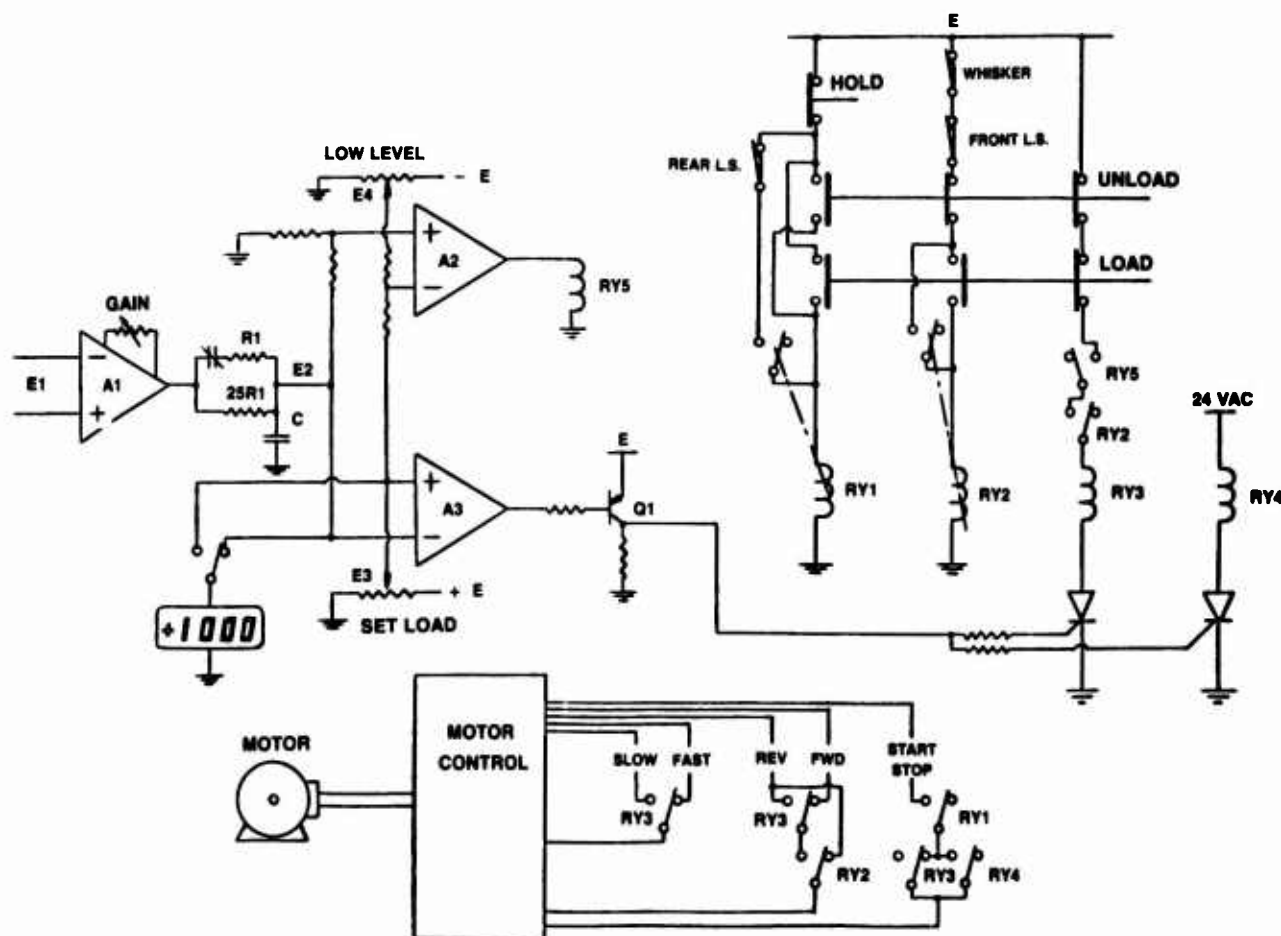 E
WHISKER
HOLD
FRONT L.S.
REAR L.S.
UNLOAD
LOAD
LOW LEVEL
- E
E4
+
A2
-
RY5
GAIN
R1
E2
E1
-
A1
+
25R1
C
E
+
A3
-
Q1
E3
+ E
SET LOAD
+1000
RY5
24 VAC
RY2
RY1
RY2
RY3
RY4
MOTOR
MOTOR
CONTROL
SLOW FAST
REV FWD
START
STOP
RY3
RY3
RY1
RY2
RY3
RY4